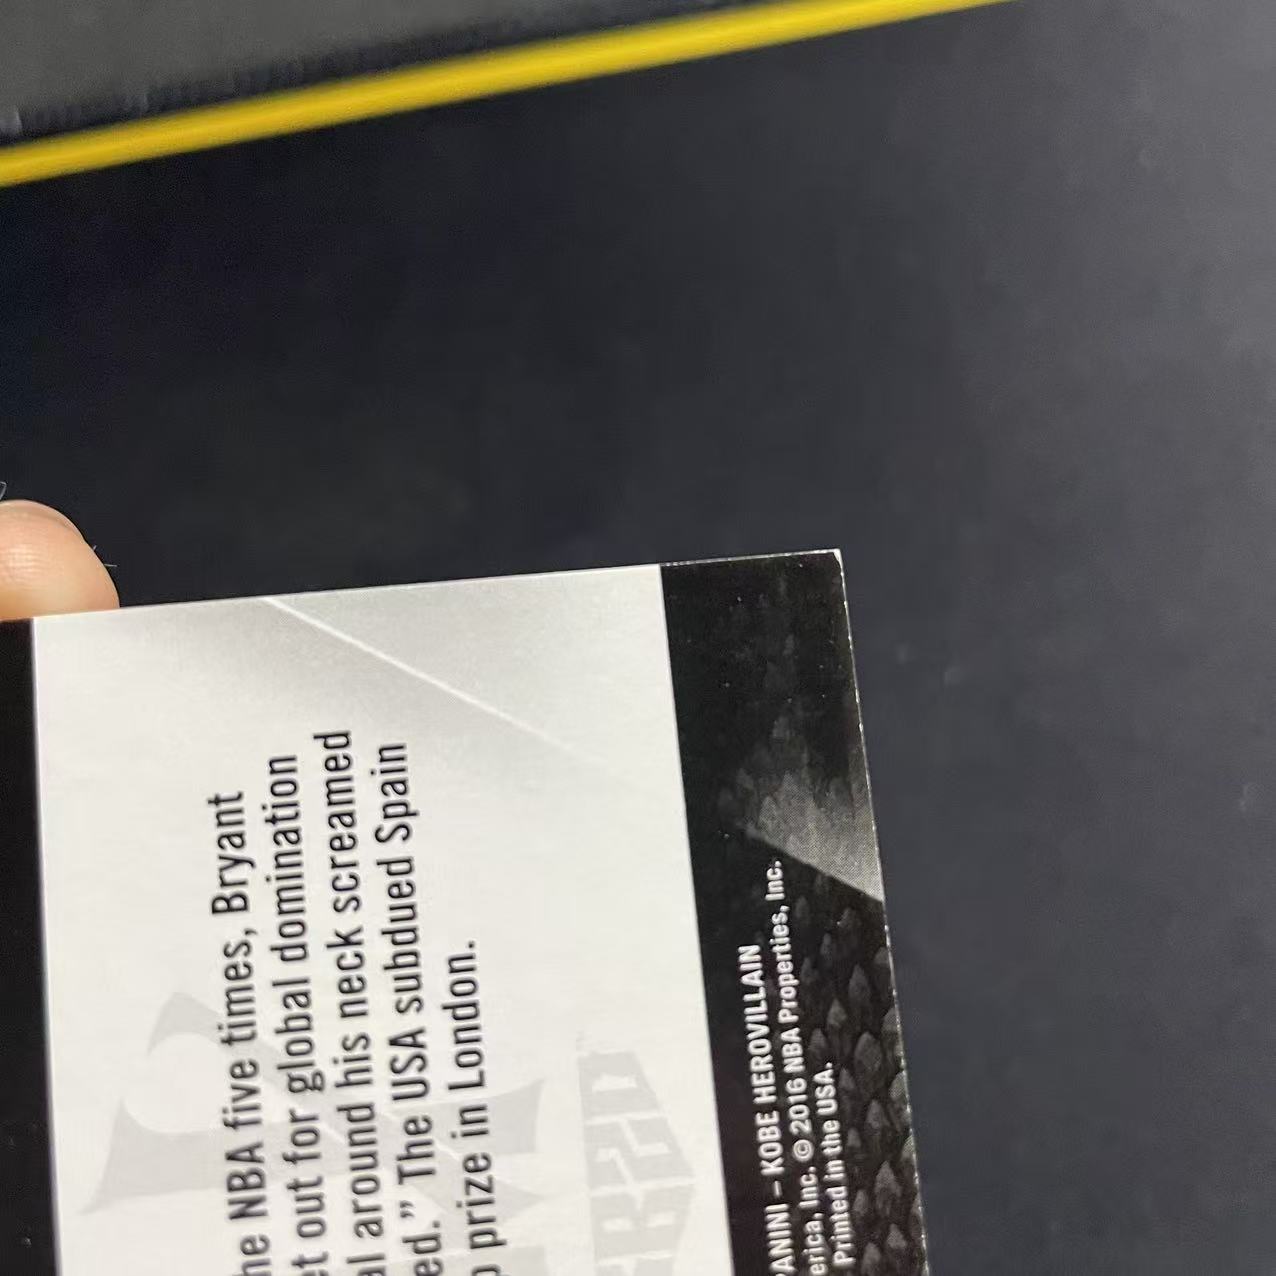 he NBA five times, Bryant
et out for global domination
al around his neck screamed
ed.” The USA subdued Spain
prize in London.
PANINI – KOBE HEROVILLAIN
erica, Inc. © 2016 NBA Properties, Inc.
Printed in the USA.